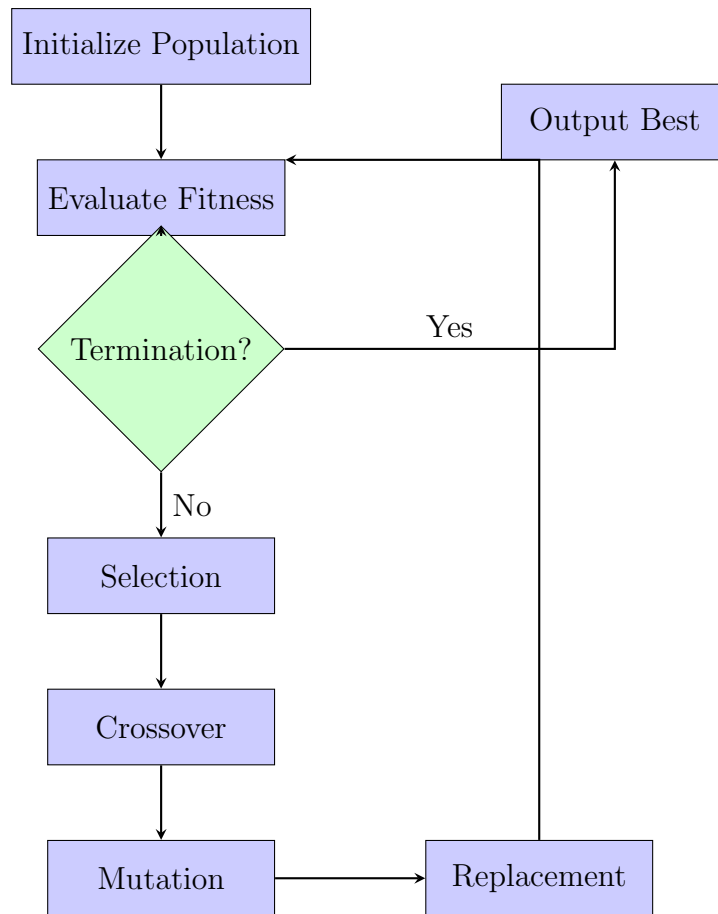 Initialize Population
Output Best
Evaluate Fitness
Termination?
Yes
No
Selection
Crossover
Mutation
Replacement